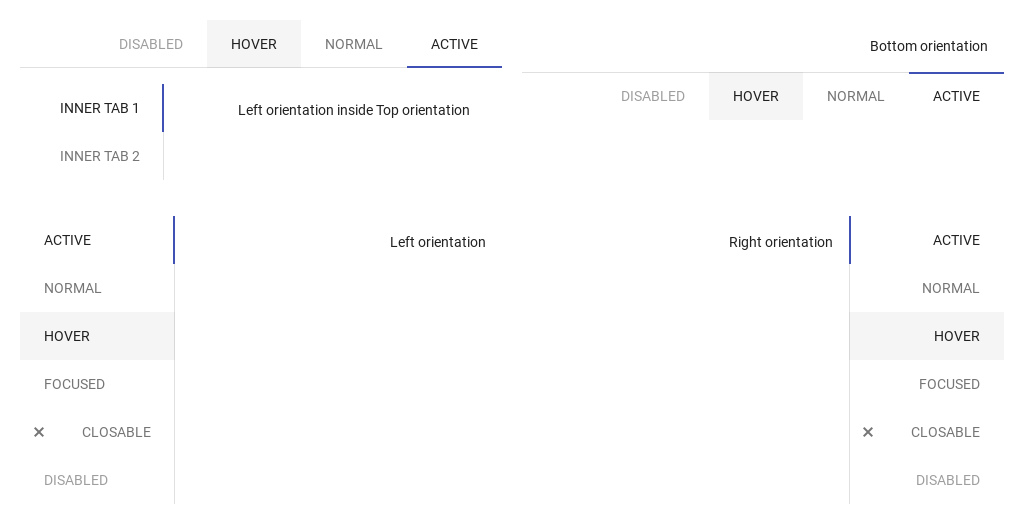 DISABLED HOVER NORMAL ACTIVE
INNER TAB 1
INNER TAB 2
Left orientation inside Top orientation
Bottom orientation
DISABLED HOVER NORMAL ACTIVE
ACTIVE
NORMAL
HOVER
FOCUSED
× CLOSABLE
DISABLED
Left orientation
Right orientation
ACTIVE
NORMAL
HOVER
FOCUSED
× CLOSABLE
DISABLED